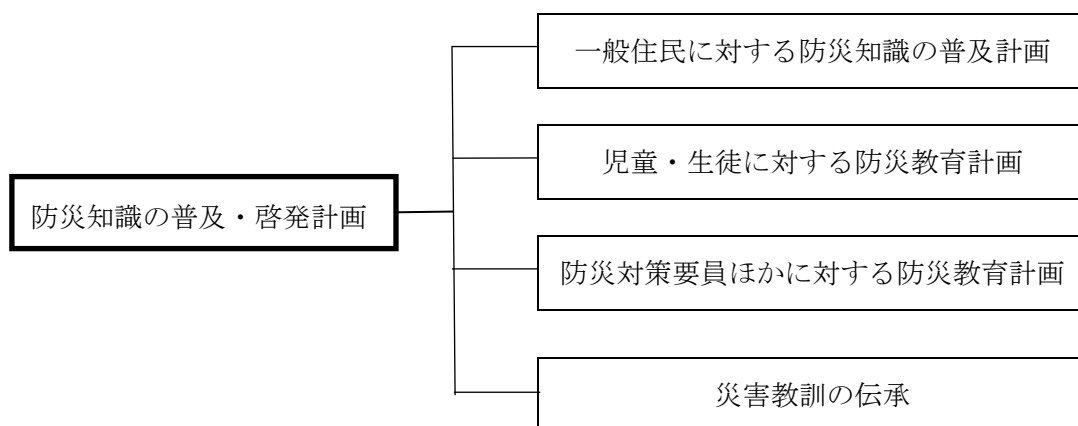 一般住民に対する防災知識の普及計画
児童・生徒に対する防災教育計画
防災知識の普及・啓発計画
防災対策要員ほかに対する防災教育計画
災害教訓の伝承